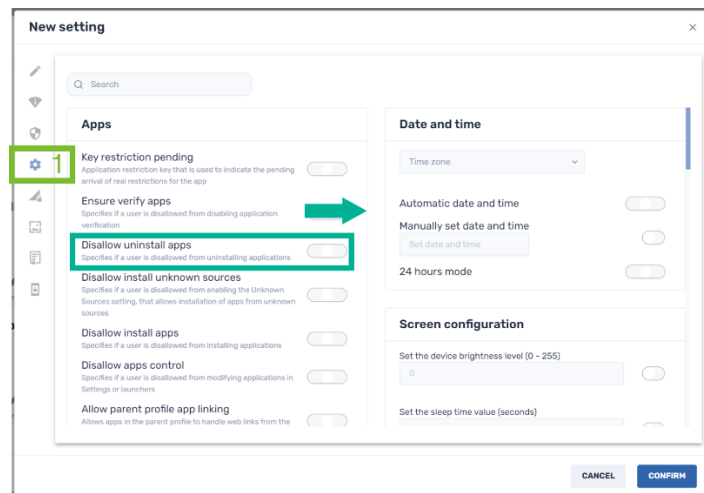 New setting
Search
1
Apps
Key restriction pending
Application restriction key that is used to indicate the pending
arrival of real restrictions for the app
Ensure verify apps
Specifies if a user is disallowed from disabling application
verification
Disallow uninstall apps
Specifies if a user is disallowed from uninstalling applications
Disallow install unknown sources
Specifies if a user is disallowed from enabling the Unknown
Sources setting, that allows installation of apps from unknown
sources
Disallow install apps
Specifies if a user is disallowed from installing applications
Disallow apps control
Specifies if a user is disallowed from modifying applications in
Settings or launchers
Allow parent profile app linking
Allows apps in the parent profile to handle web links from the
Date and time
Time zone
Automatic date and time
Manually set date and time
Set date and time
24 hours mode
Screen configuration
Set the device brightness level (0 - 255)
0
Set the sleep time value (seconds)
CANCEL
CONFIRM